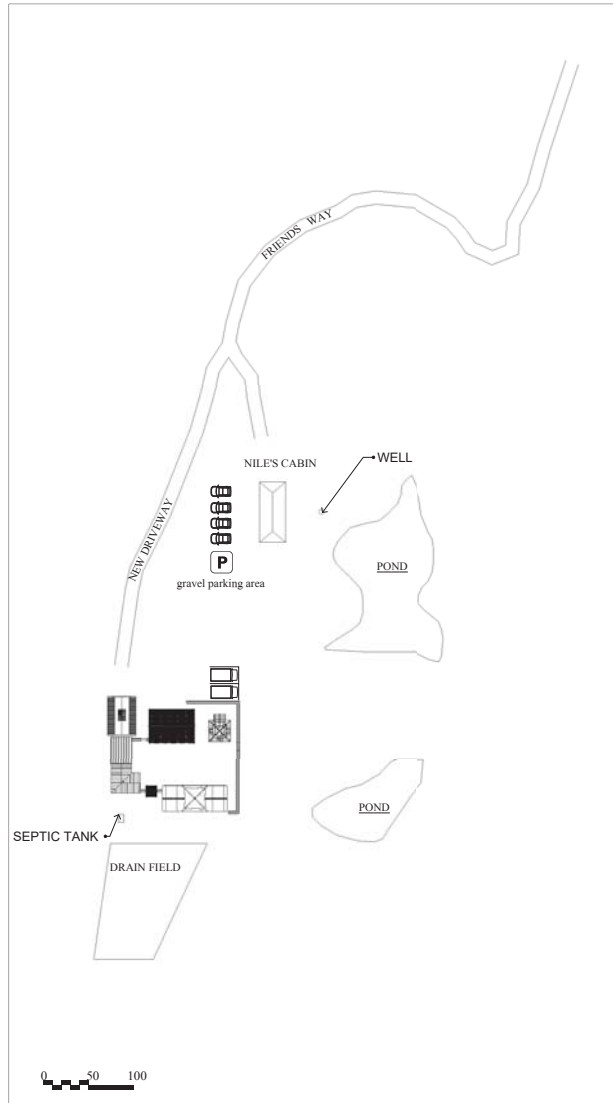 FRIENDS WAY
NILE'S CABIN
WELL
NEW DRIVEWAY
P
gravel parking area
POND
POND
SEPTIC TANK
DRAIN FIELD
0 50 100